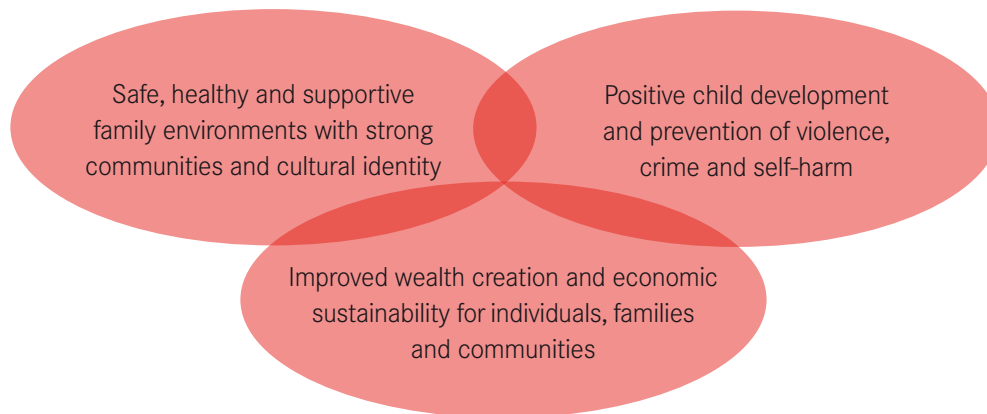 Safe, healthy and supportive
family environments with strong
communities and cultural identity
Positive child development
and prevention of violence,
crime and self-harm
Improved wealth creation and economic
sustainability for individuals, families
and communities